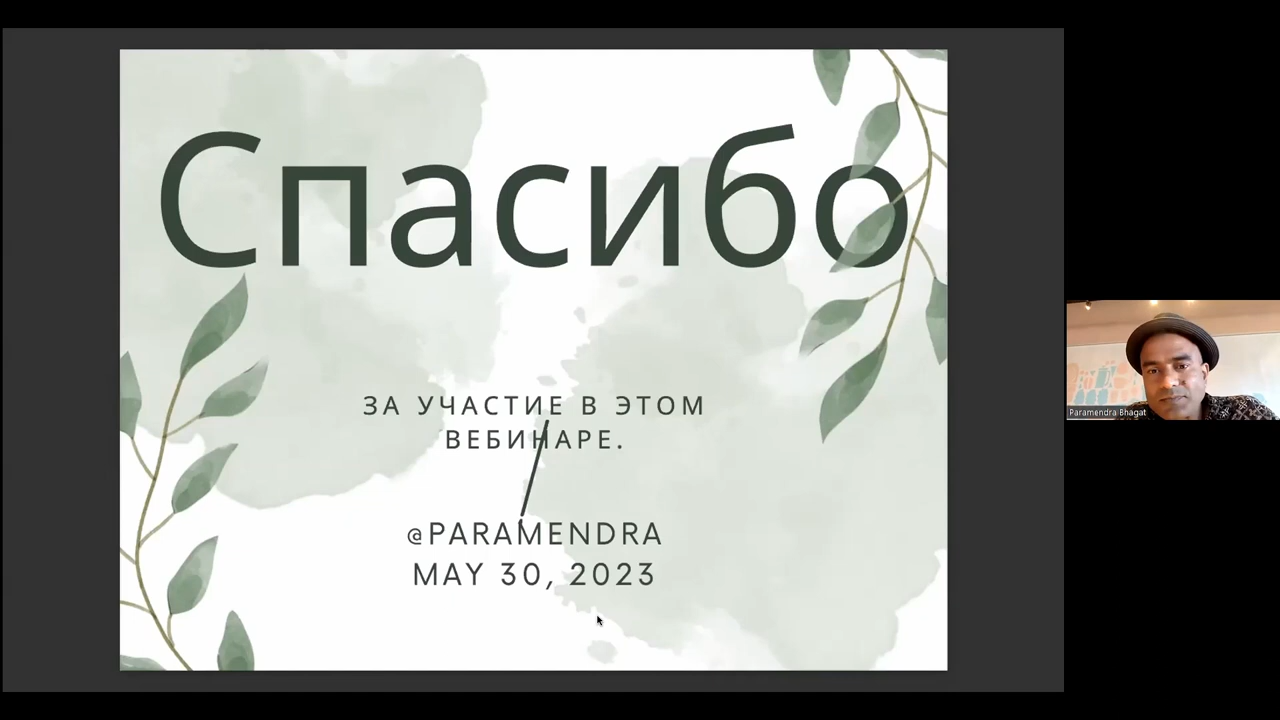 Спасибо
ЗА УЧАСТИЕ В ЭТОМ
ВЕБИНАРЕ.
@PARAMENDRA
MAY 30, 2023
Paramendra Bhagat